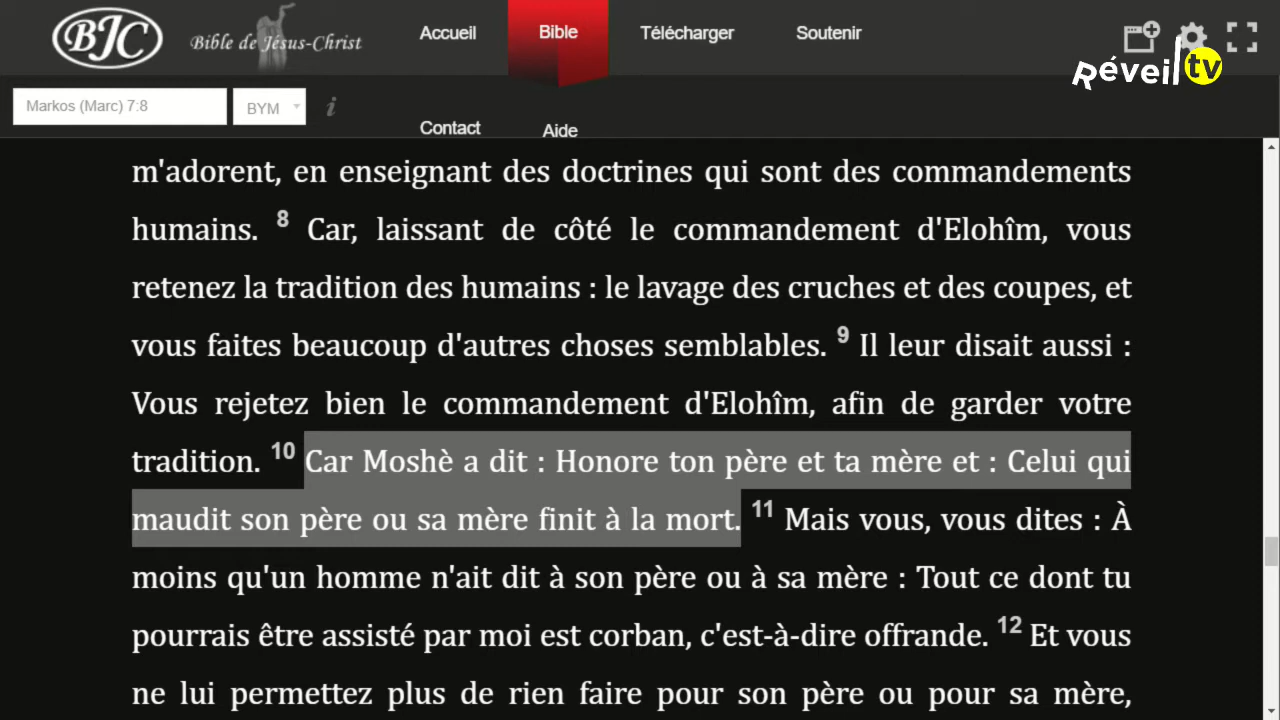 BJC Bible de Jésus-Christ Accueil Bible Télécharger Soutenir
Réveil tv
Markos (Marc) 7:8 BYM i Contact Aide
m'adorent, en enseignant des doctrines qui sont des commandements
humains. 8 Car, laissant de côté le commandement d'Elohîm, vous
retenez la tradition des humains : le lavage des cruches et des coupes, et
vous faites beaucoup d'autres choses semblables. 9 Il leur disait aussi :
Vous rejetez bien le commandement d'Elohîm, afin de garder votre
tradition. 10 Car Moshè a dit : Honore ton père et ta mère et : Celui qui
maudit son père ou sa mère finit à la mort. 11 Mais vous, vous dites : À
moins qu'un homme n'ait dit à son père ou à sa mère : Tout ce dont tu
pourrais être assisté par moi est corban, c'est-à-dire offrande. 12 Et vous
ne lui permettez plus de rien faire pour son père ou pour sa mère,